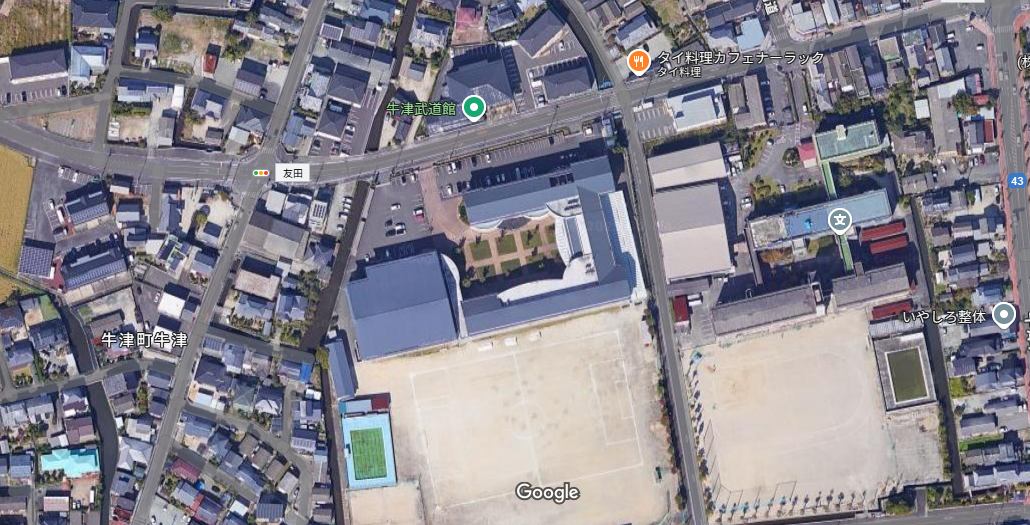 タイ料理カフェナーラック
タイ料理
牛津武道館
友田
43
文
いやしろ整体
牛津町牛津
Google